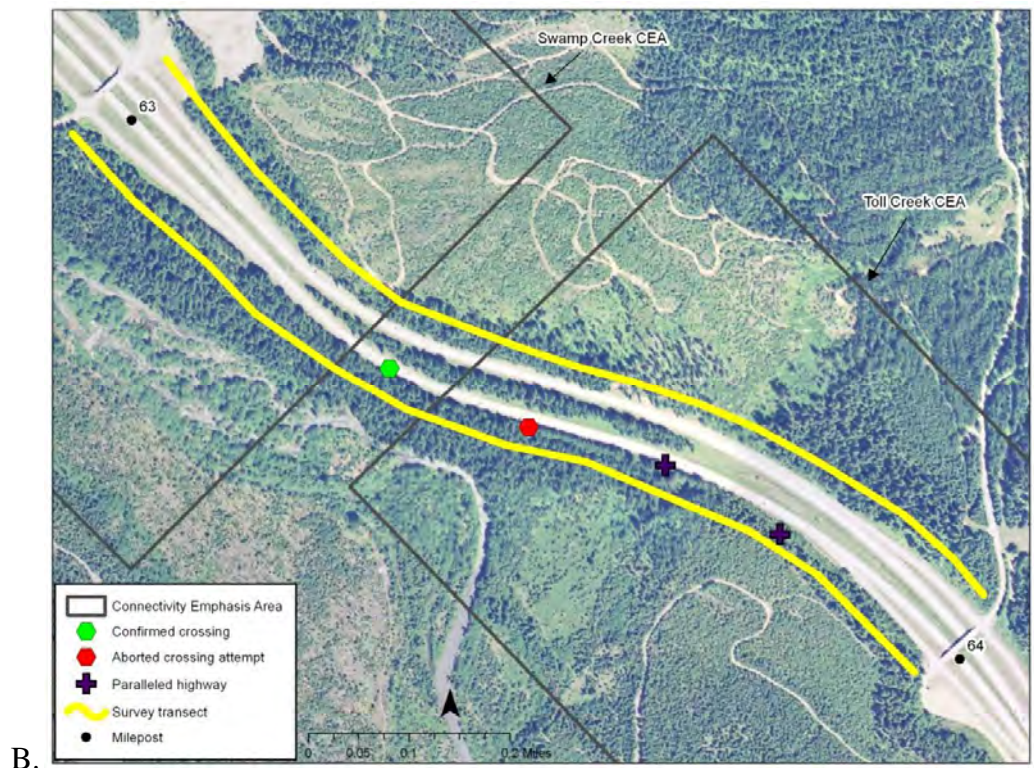 Swamp Creek CEA
63
Toll Creek CEA
64
Connectivity Emphasis Area
Confirmed crossing
Aborted crossing attempt
Paralleled highway
Survey transect
Milepost
0 0.05 0.1 0.2 Miles
B.